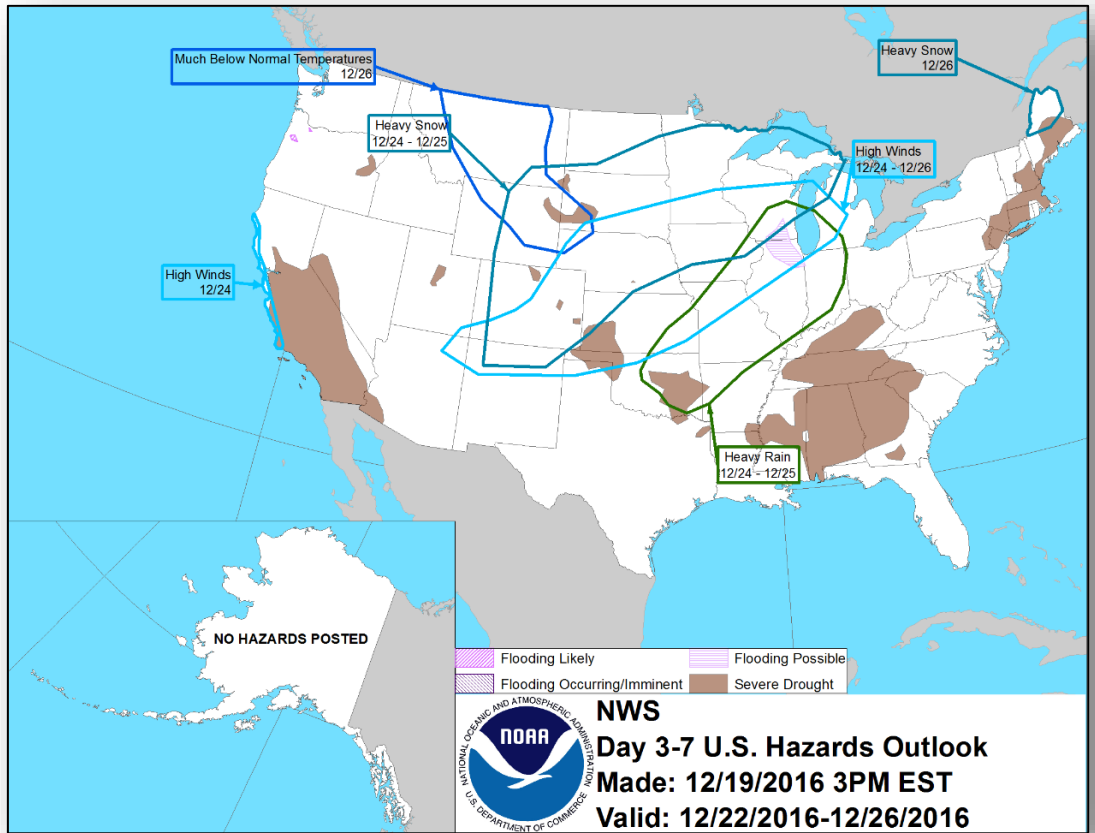 Much Below Normal Temperatures
12/26
Heavy Snow
12/26
Heavy Snow
12/24 - 12/25
High Winds
12/24 - 12/26
High Winds
12/24
Heavy Rain
12/24 - 12/25
NO HAZARDS POSTED
Flooding Likely
Flooding Possible
Flooding Occurring/Imminent
Severe Drought
NATIONAL OCEANIC AND ATMOSPHERIC ADMINISTRATION
NOAA
U.S. DEPARTMENT OF COMMERCE
NWS
Day 3-7 U.S. Hazards Outlook
Made: 12/19/2016 3PM EST
Valid: 12/22/2016-12/26/2016